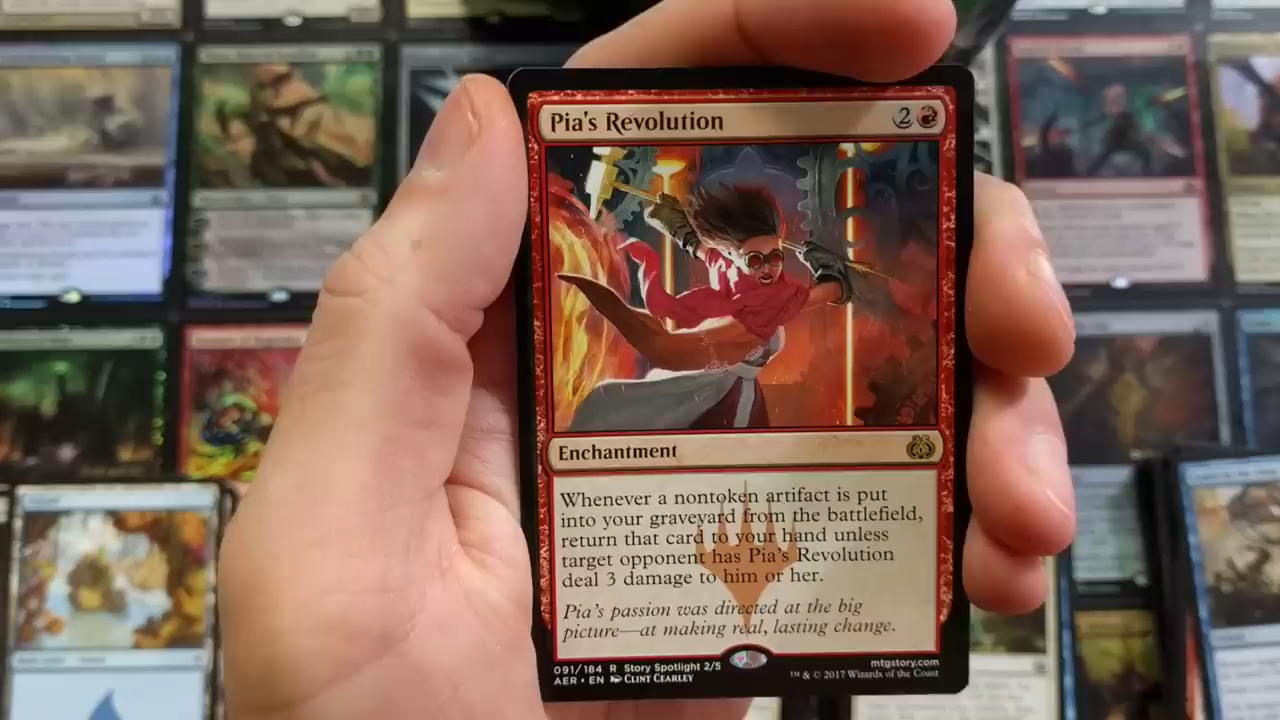 Pia's Revolution
2
Enchantment
Whenever a nontoken artifact is put
into your graveyard from the battlefield,
return that card to your hand unless
target opponent has Pia's Revolution
deal 3 damage to him or her.
Pia's passion was directed at the big
picture—at making real, lasting change.
091/184 R Story Spotlight 2/5
AER • EN CLINT CEARLEY
mtgstory.com
™ & © 2017 Wizards of the Coast